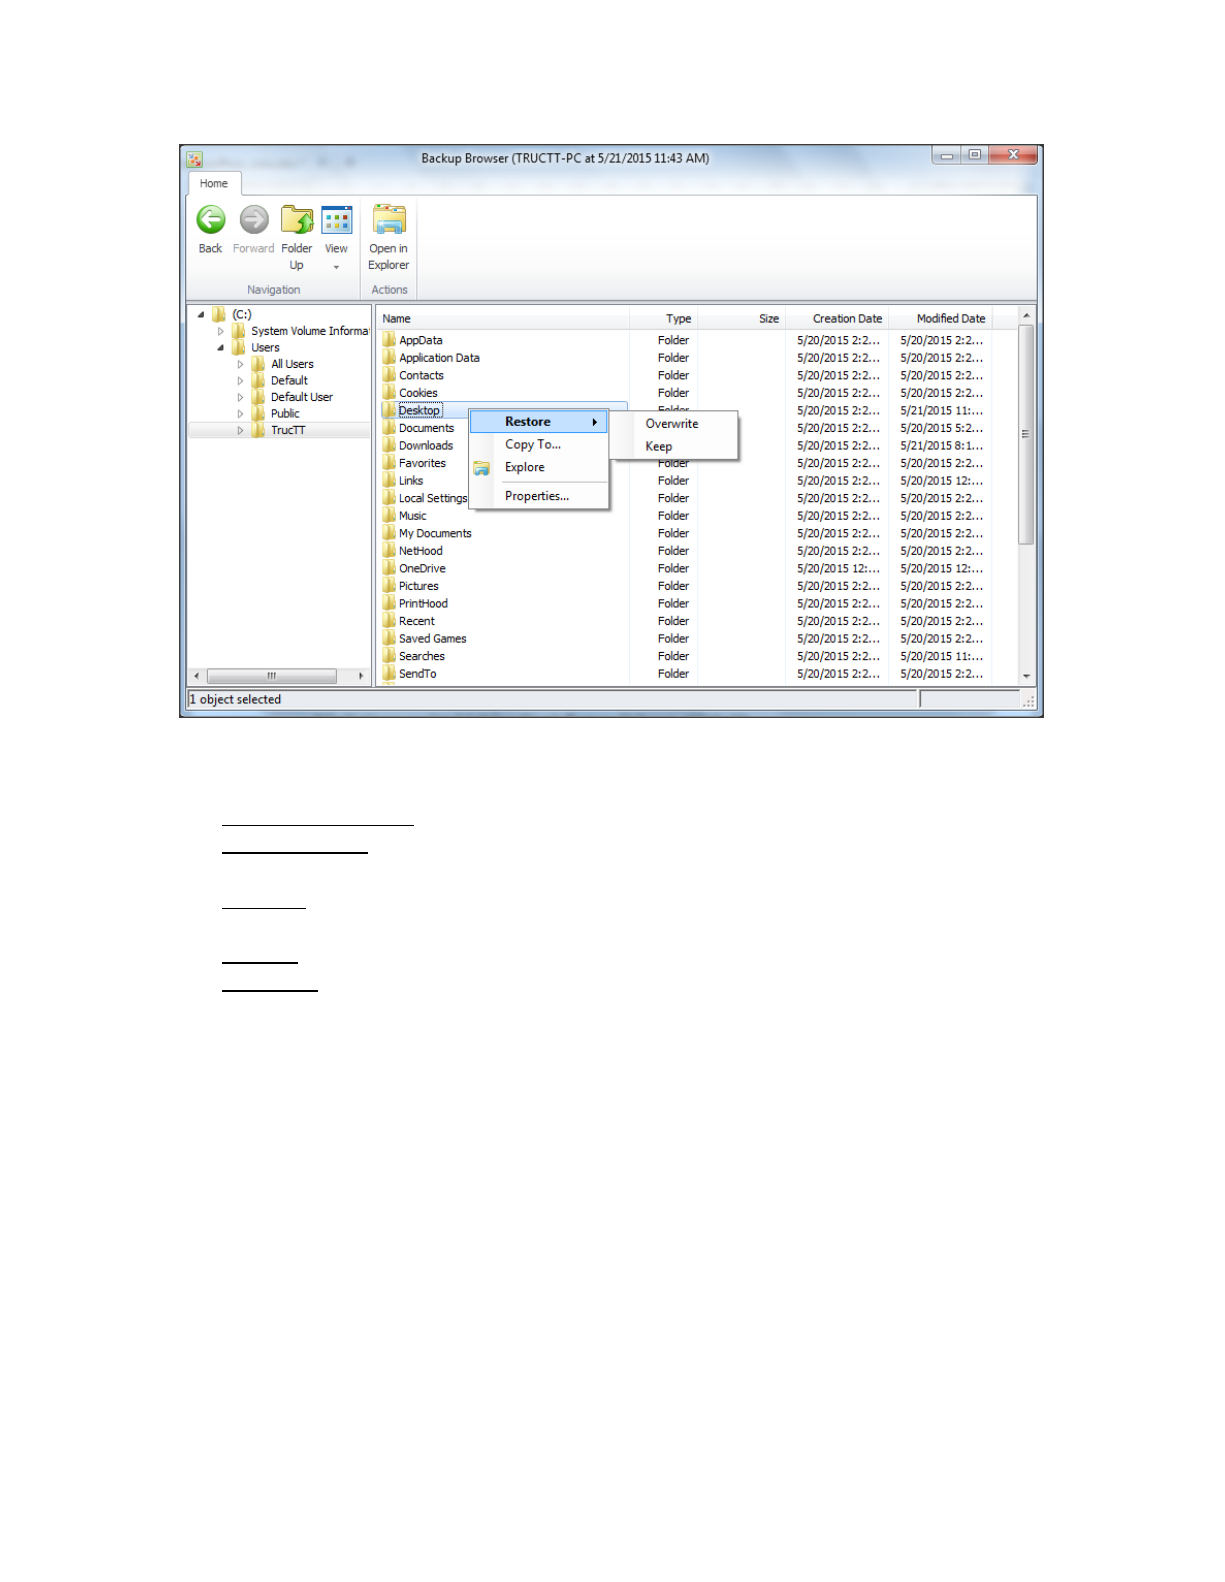 Backup Browser (TRUCTT-PC at 5/21/2015 11:43 AM)
Home
Back Forward Folder Up View Open in Explorer
Navigation Actions
(C:)
System Volume Informa
Users
All Users
Default
Default User
Public
TrucTT
Name Type Size Creation Date Modified Date
AppData Folder 5/20/2015 2:2... 5/20/2015 2:2...
Application Data Folder 5/20/2015 2:2... 5/20/2015 2:2...
Contacts Folder 5/20/2015 2:2... 5/20/2015 2:2...
Cookies Folder 5/20/2015 2:2... 5/20/2015 2:2...
Desktop Folder 5/20/2015 2:2... 5/21/2015 11:...
Documents 5/20/2015 2:2... 5/20/2015 5:2...
Downloads 5/20/2015 2:2... 5/21/2015 8:1...
Favorites Folder 5/20/2015 2:2... 5/20/2015 2:2...
Links Folder 5/20/2015 2:2... 5/20/2015 12:...
Local Settings Folder 5/20/2015 2:2... 5/20/2015 2:2...
Music Folder 5/20/2015 2:2... 5/20/2015 2:2...
My Documents Folder 5/20/2015 2:2... 5/20/2015 2:2...
NetHood Folder 5/20/2015 2:2... 5/20/2015 2:2...
OneDrive Folder 5/20/2015 12:... 5/20/2015 12:...
Pictures Folder 5/20/2015 2:2... 5/20/2015 2:2...
PrintHood Folder 5/20/2015 2:2... 5/20/2015 2:2...
Recent Folder 5/20/2015 2:2... 5/20/2015 2:2...
Saved Games Folder 5/20/2015 2:2... 5/20/2015 2:2...
Searches Folder 5/20/2015 2:2... 5/20/2015 11:...
SendTo Folder 5/20/2015 2:2... 5/20/2015 2:2...
Restore
Copy To...
Explore
Properties...
Overwrite
Keep
1 object selected